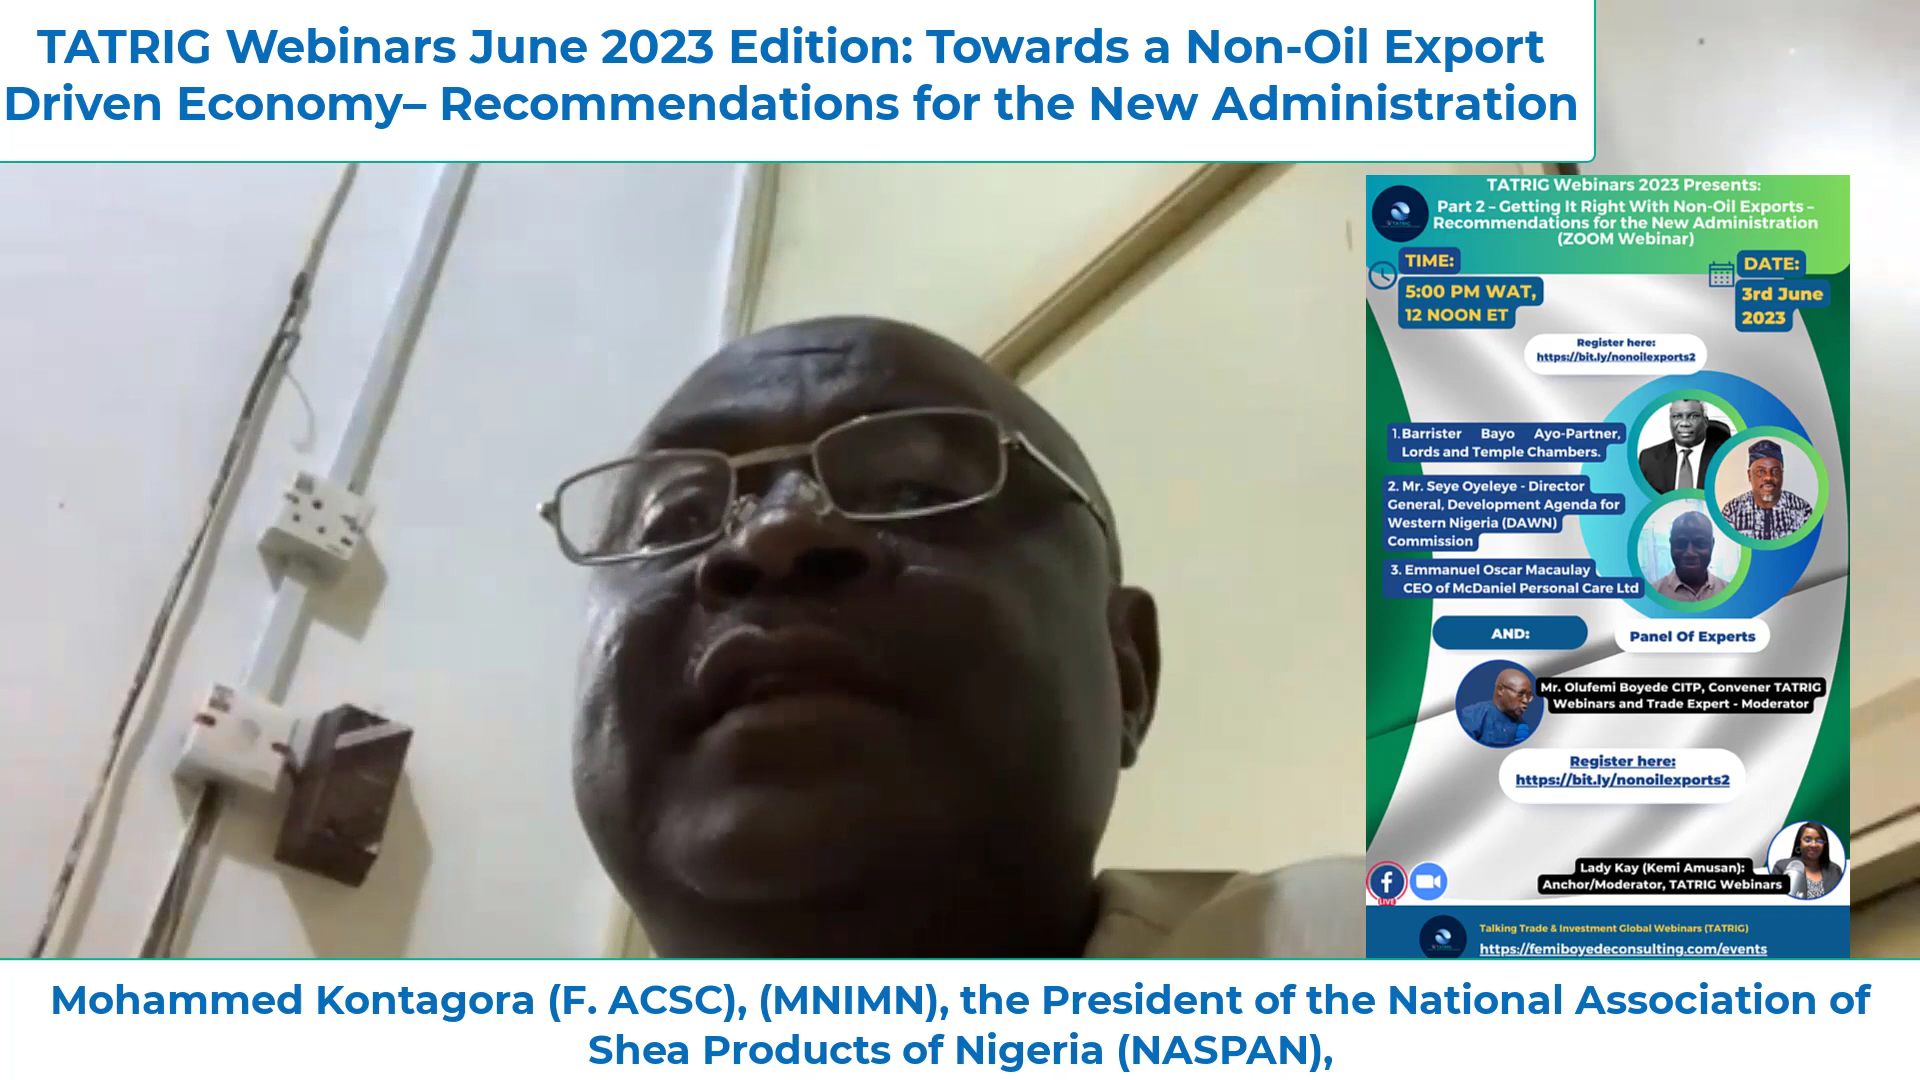 TATRIG Webinars June 2023 Edition: Towards a Non-Oil Export
Driven Economy– Recommendations for the New Administration
TATRIG Webinars 2023 Presents:
Part 2 – Getting It Right With Non-Oil Exports –
Recommendations for the New Administration
(ZOOM Webinar)
TIME:
5:00 PM WAT,
12 NOON ET
DATE:
3rd June
2023
Register here:
https://bit.ly/nonoilexports2
1. Barrister Bayo Ayo-Partner,
Lords and Temple Chambers.
2. Mr. Seye Oyeleye - Director
General, Development Agenda for
Western Nigeria (DAWN)
Commission
3. Emmanuel Oscar Macaulay
CEO of McDaniel Personal Care Ltd
AND:
Panel Of Experts
Mr. Olufemi Boyede CITP, Convener TATRIG
Webinars and Trade Expert - Moderator
Register here:
https://bit.ly/nonoilexports2
Lady Kay (Kemi Amusan):
Anchor/Moderator, TATRIG Webinars
LIVE
Talking Trade & Investment Global Webinars (TATRIG)
https://femiboyedeconsulting.com/events
Mohammed Kontagora (F. ACSC), (MNIMN), the President of the National Association of
Shea Products of Nigeria (NASPAN),